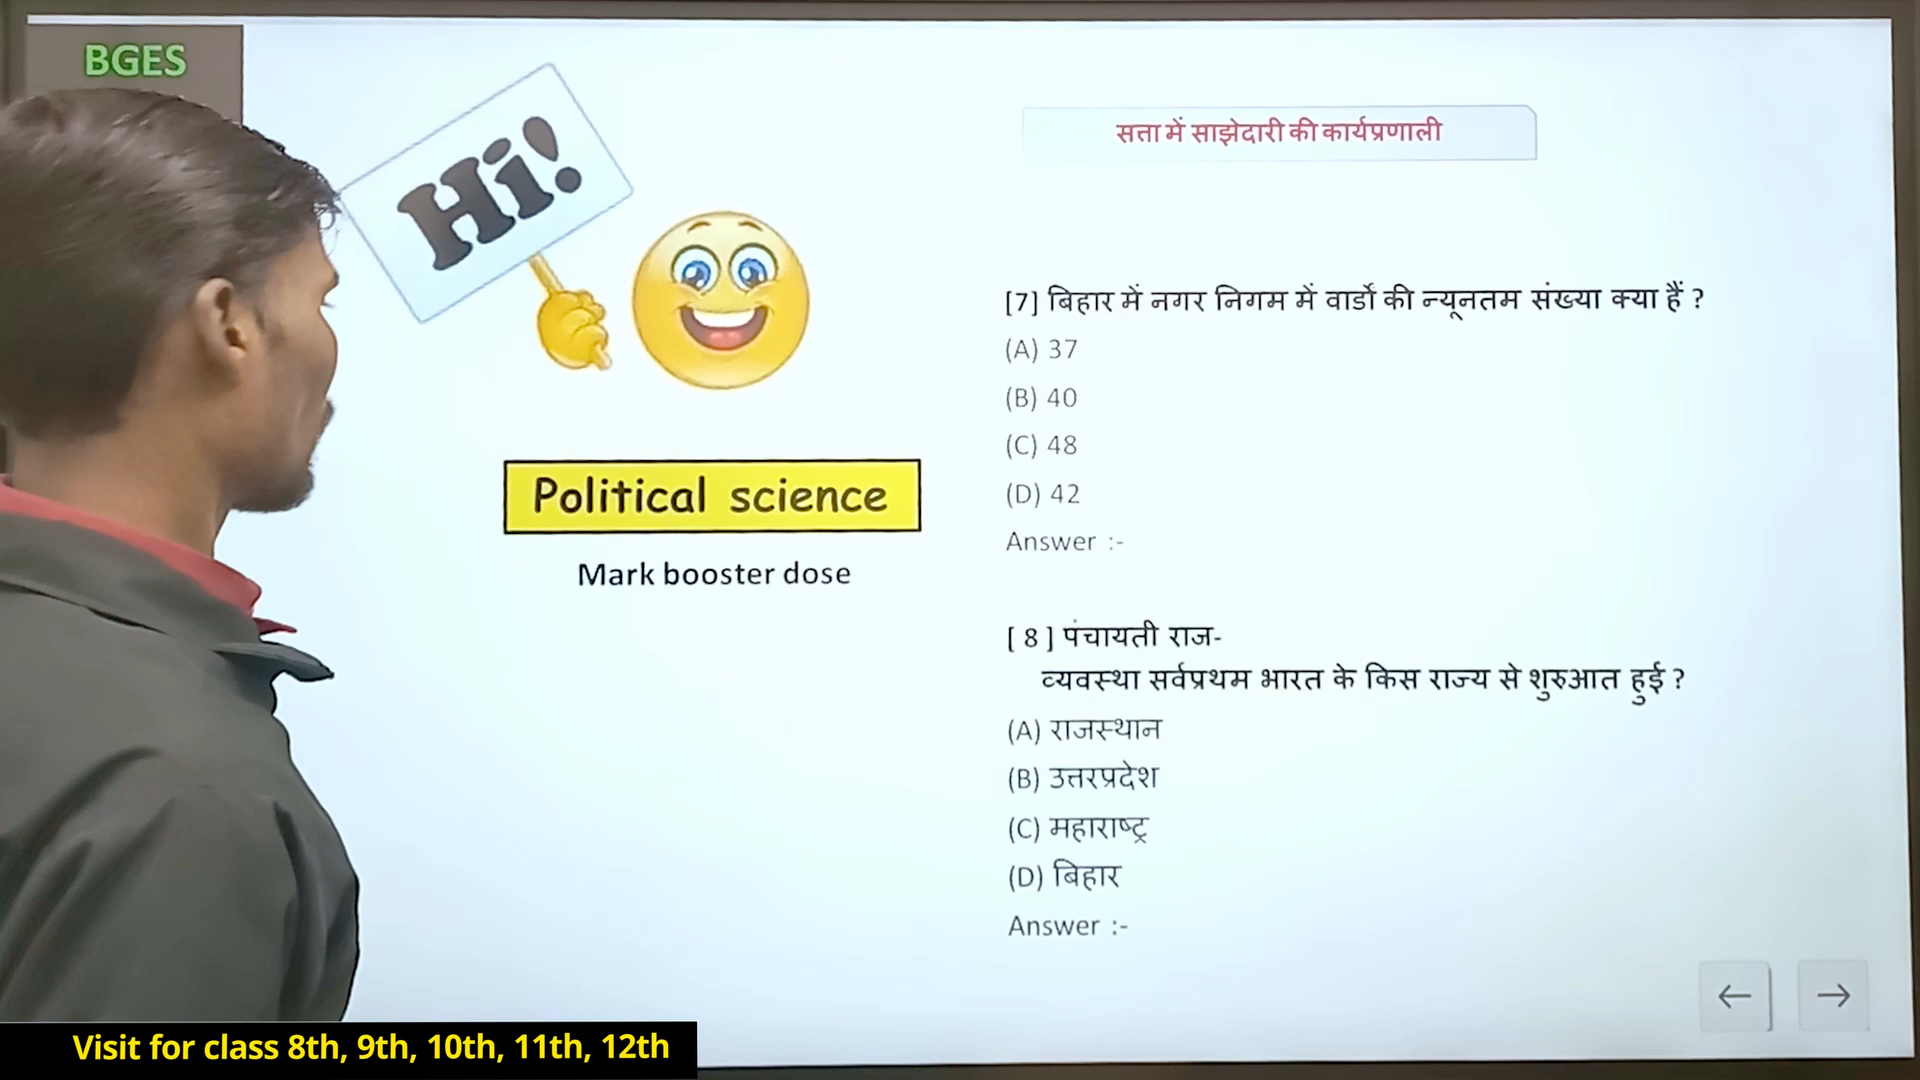 BGES
Hi!
सत्ता में साझेदारी की कार्यप्रणाली
[7] बिहार में नगर निगम में वार्डो की न्यूनतम संख्या क्या हैं ?
(A) 37
(B) 40
(C) 48
(D) 42
Answer :-
Political science
Mark booster dose
[ 8 ] पंचायती राज-
व्यवस्था सर्वप्रथम भारत के किस राज्य से शुरुआत हुई ?
(A) राजस्थान
(B) उत्तरप्रदेश
(C) महाराष्ट्र
(D) बिहार
Answer :-
Visit for class 8th, 9th, 10th, 11th, 12th